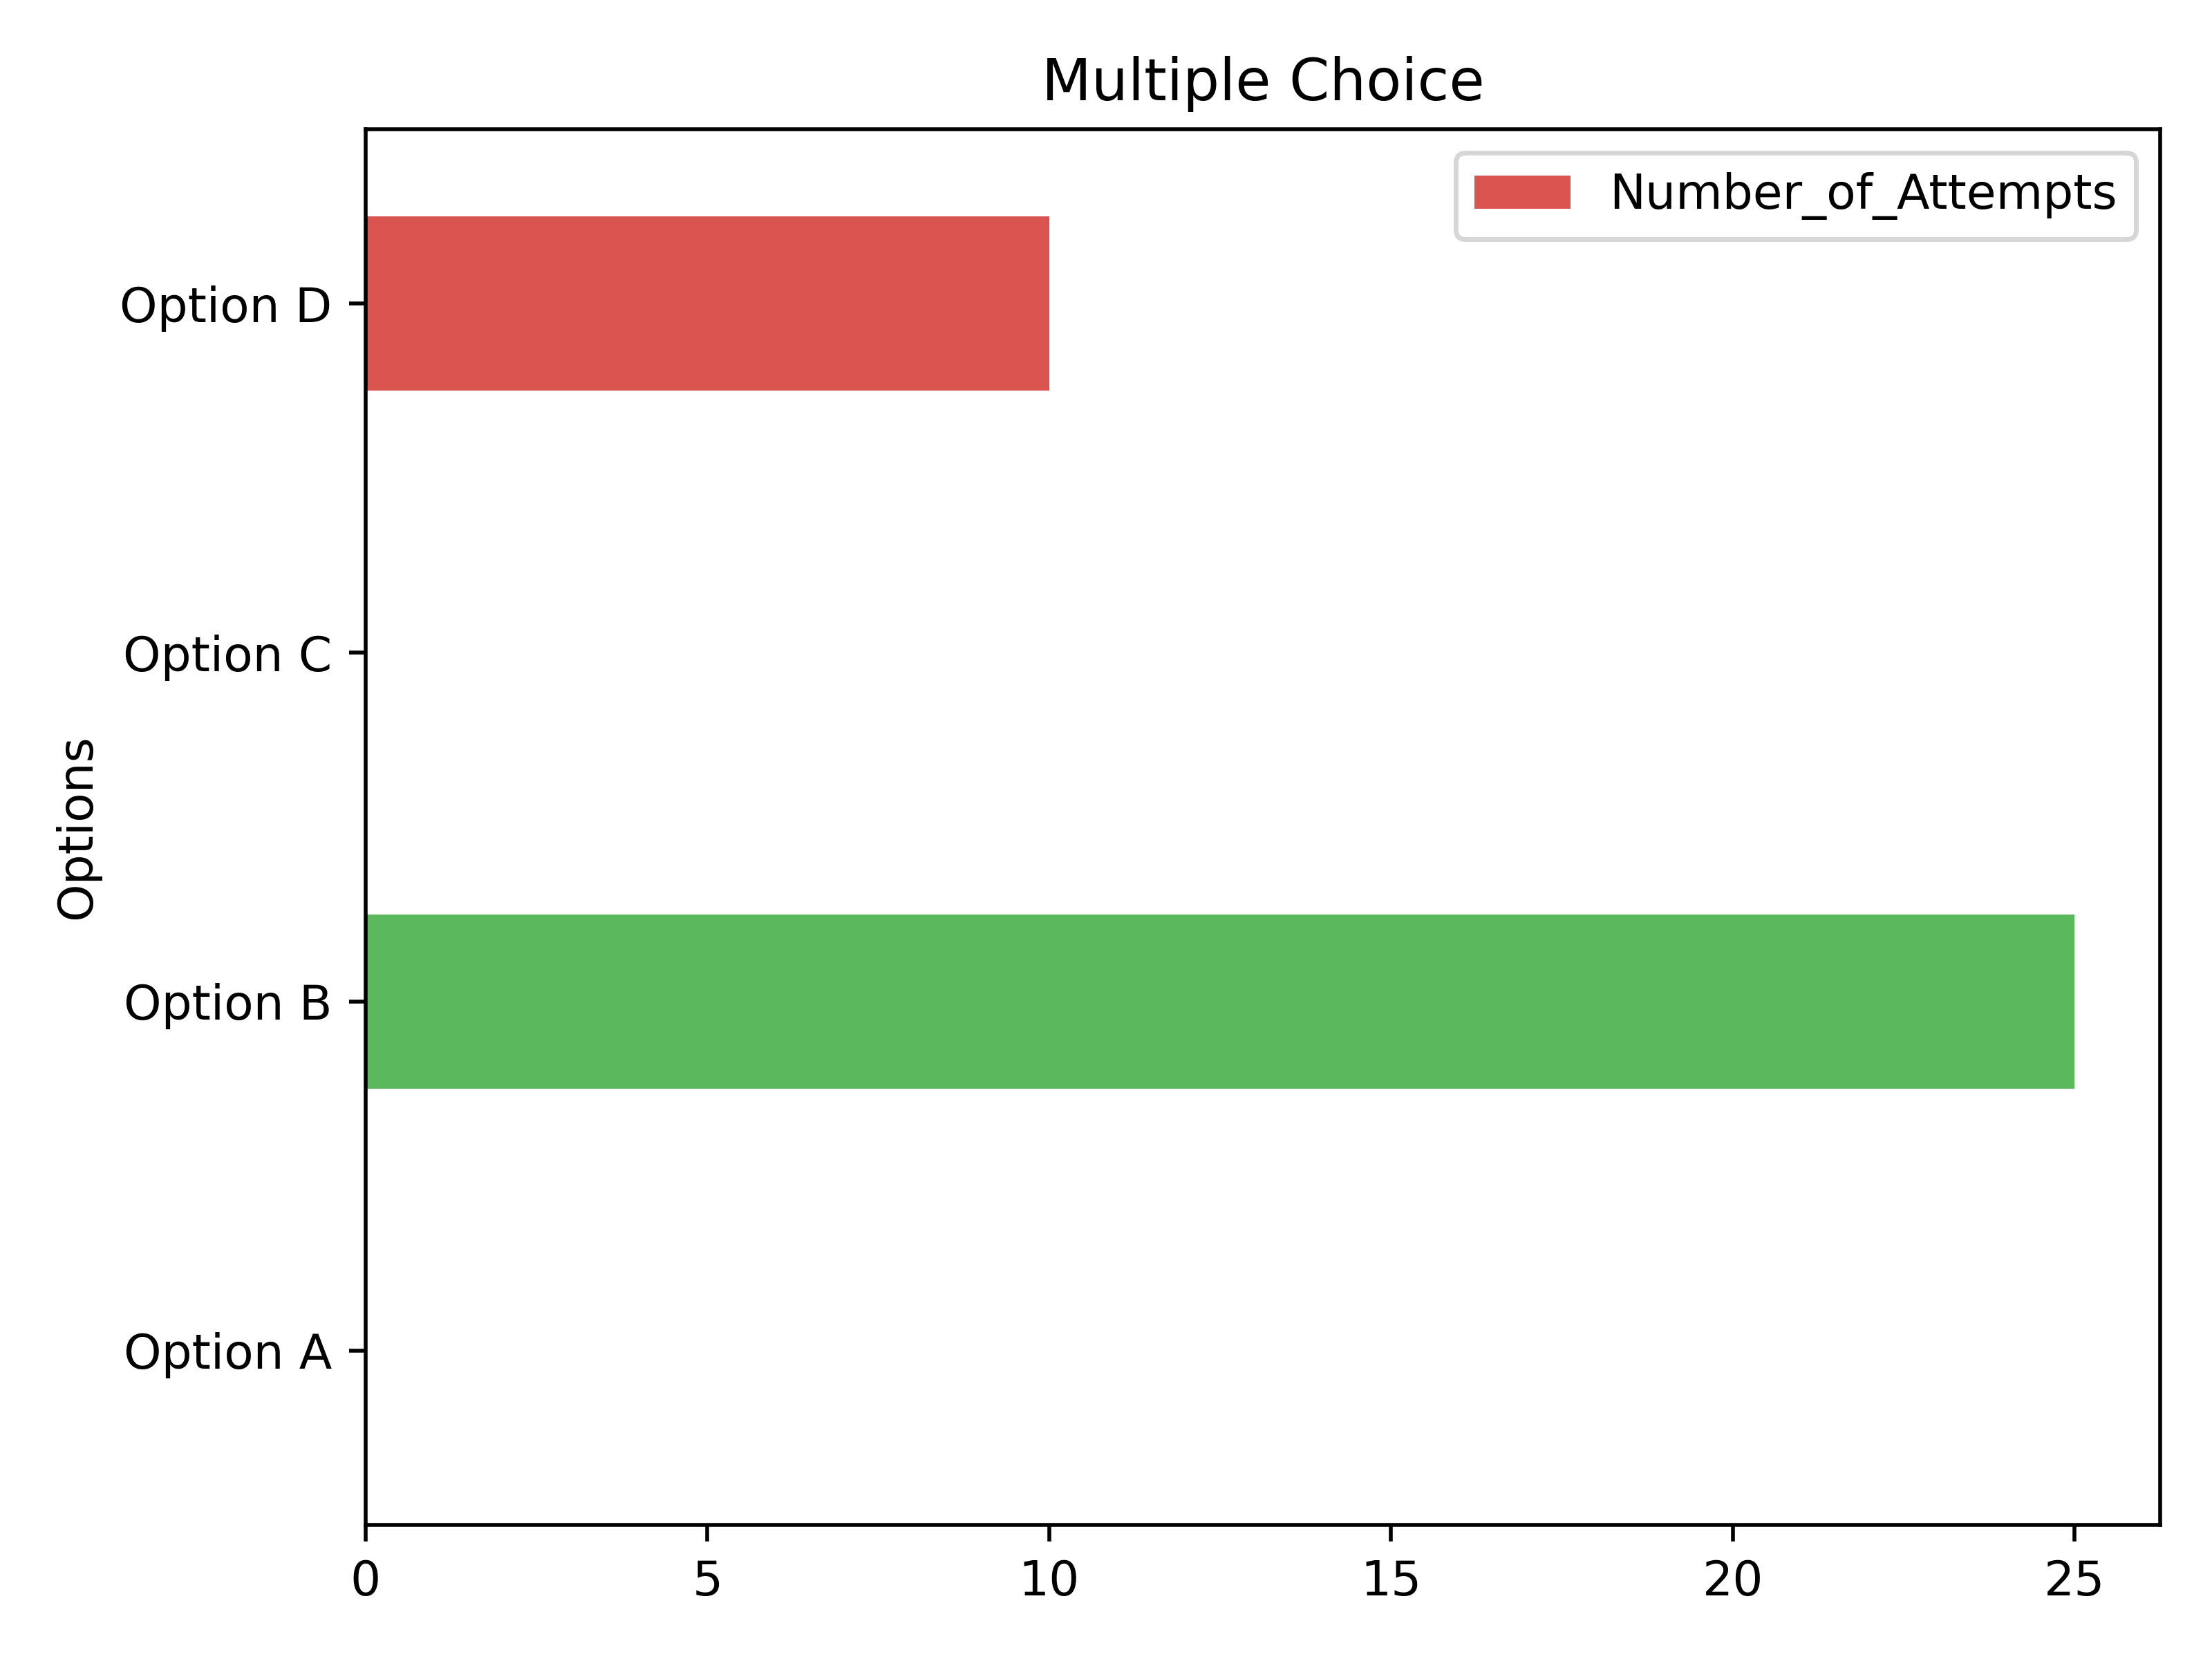 Multiple Choice
Number_of_Attempts
Option D
Option C
Option B
Option A
Options
0 5 10 15 20 25